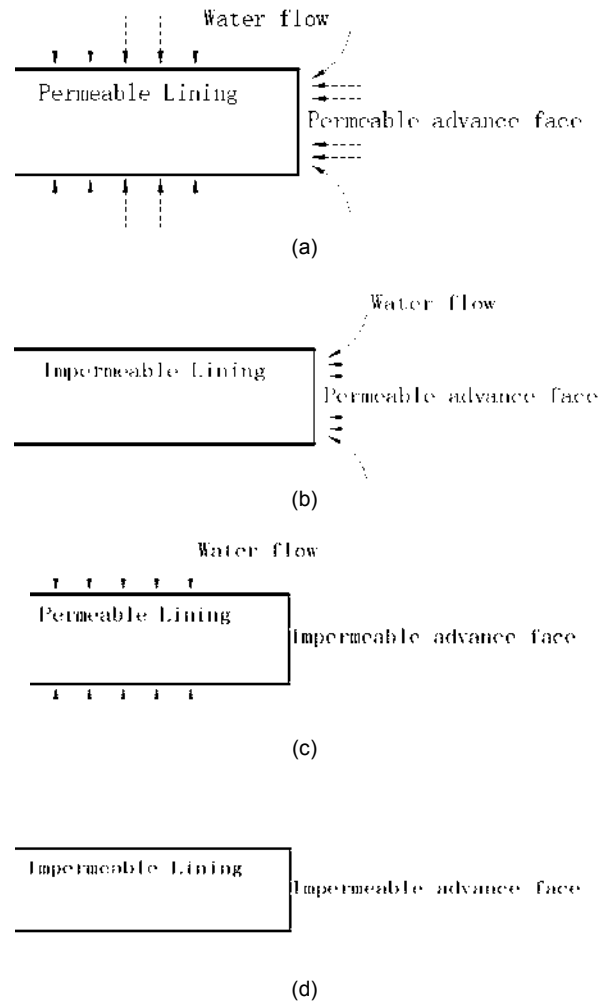 Water flow
Permeable Lining
Permeable advance face
(a)
Water flow
Impermeable Lining
Permeable advance face
(b)
Water flow
Permeable Lining
Impermeable advance face
(c)
Impermeable Lining
Impermeable advance face
(d)